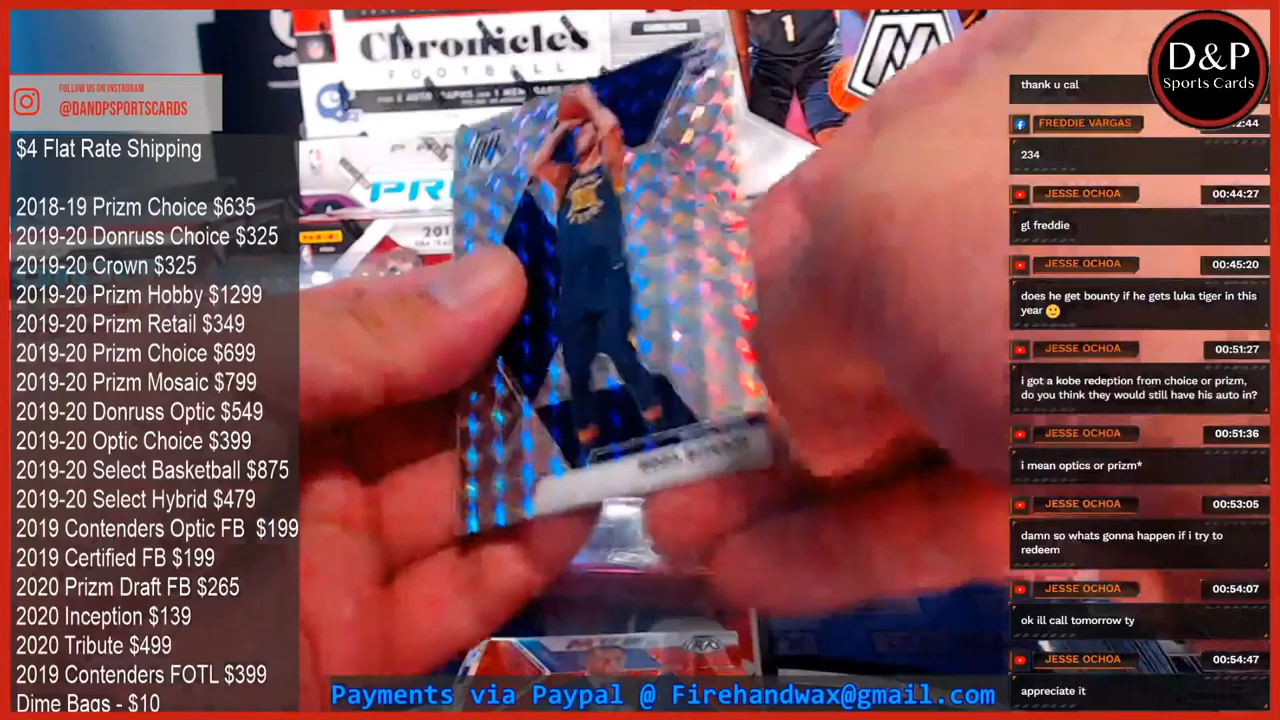 Chronicles
FOOTBALL
FOLLOW US ON INSTAGRAM
@DANDPSPORTSCARDS
$4 Flat Rate Shipping
2018-19 Prizm Choice $635
2019-20 Donruss Choice $325
2019-20 Crown $325
2019-20 Prizm Hobby $1299
2019-20 Prizm Retail $349
2019-20 Prizm Choice $699
2019-20 Prizm Mosaic $799
2019-20 Donruss Optic $549
2019-20 Optic Choice $399
2019-20 Select Basketball $875
2019-20 Select Hybrid $479
2019 Contenders Optic FB $199
2019 Certified FB $199
2020 Prizm Draft FB $265
2020 Inception $139
2020 Tribute $499
2019 Contenders FOTL $399
Dime Bags - $10
D&P
Sports Cards
thank u cal
FREDDIE VARGAS
2:44
234
JESSE OCHOA 00:44:27
gl freddie
JESSE OCHOA 00:45:20
does he get bounty if he gets luka tiger in this
year
JESSE OCHOA 00:51:27
i got a kobe redeption from choice or prizm,
do you think they would still have his auto in?
JESSE OCHOA 00:51:36
i mean optics or prizm*
JESSE OCHOA 00:53:05
damn so whats gonna happen if i try to
redeem
JESSE OCHOA 00:54:07
ok ill call tomorrow ty
JESSE OCHOA 00:54:47
appreciate it
Payments via Paypal @ Firehandwax@gmail.com